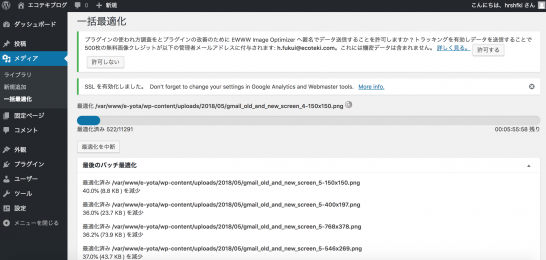 エコテキブログ 0 + 新規 こんにちは、hrshfkl さん
ダッシュボード
投稿
メディア
ライブラリ
新規追加
一括最適化
固定ページ
コメント
外観
プラグイン
ユーザー
ツール
設定
メニューを閉じる
一括最適化
プラグインの使われ方調査をとプラグインの改善のために EWWW Image Optimizer へ匿名でデータ送信することを許可しますか? トラッキングを有効しデータを送信することで
500枚の無料画像クレジットが以下の管理者メールアドレスに付与されます: h.fukui@ecoteki.com。これには機密データは含まれません。 詳しく見る。 許可する
許可しない
SSL を有効化しました。 Don't forget to change your settings in Google Analytics and Webmaster tools. More info.
最適化 /var/www/e-yota/wp-content/uploads/2018/05/gmail_old_and_new_screen_4-150x150.png
最適化済み 522/11291 00:05:55:58 残り
最適化を中断
最後のバッチ最適化
最適化済み /var/www/e-yota/wp-content/uploads/2018/05/gmail_old_and_new_screen_5-150x150.png
40.0% (8.8 KB ) を減少
最適化済み /var/www/e-yota/wp-content/uploads/2018/05/gmail_old_and_new_screen_5-400x197.png
36.0% (23.7 KB ) を減少
最適化済み /var/www/e-yota/wp-content/uploads/2018/05/gmail_old_and_new_screen_5-768x378.png
36.2% (73.9 KB ) を減少
最適化済み /var/www/e-yota/wp-content/uploads/2018/05/gmail_old_and_new_screen_5-546x269.png
37.0% (43.7 KB ) を減少